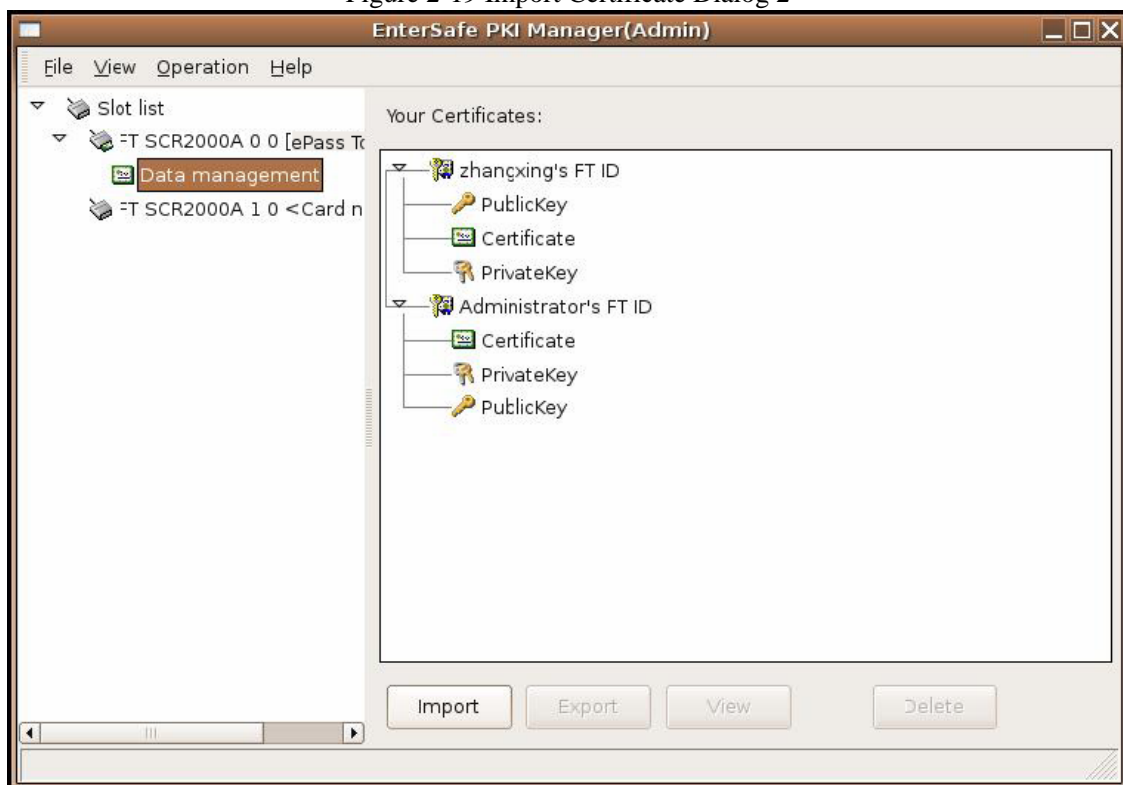 Figure 2-19 Import Certificate Dialog 2
EnterSafe PKI Manager(Admin)
File View Operation Help
Slot list
FT SCR2000A 0 0 [ePass To
Data management
FT SCR2000A 1 0 <Card n
Your Certificates:
zhangxing's FT ID
PublicKey
Certificate
PrivateKey
Administrator's FT ID
Certificate
PrivateKey
PublicKey
Import Export View Delete